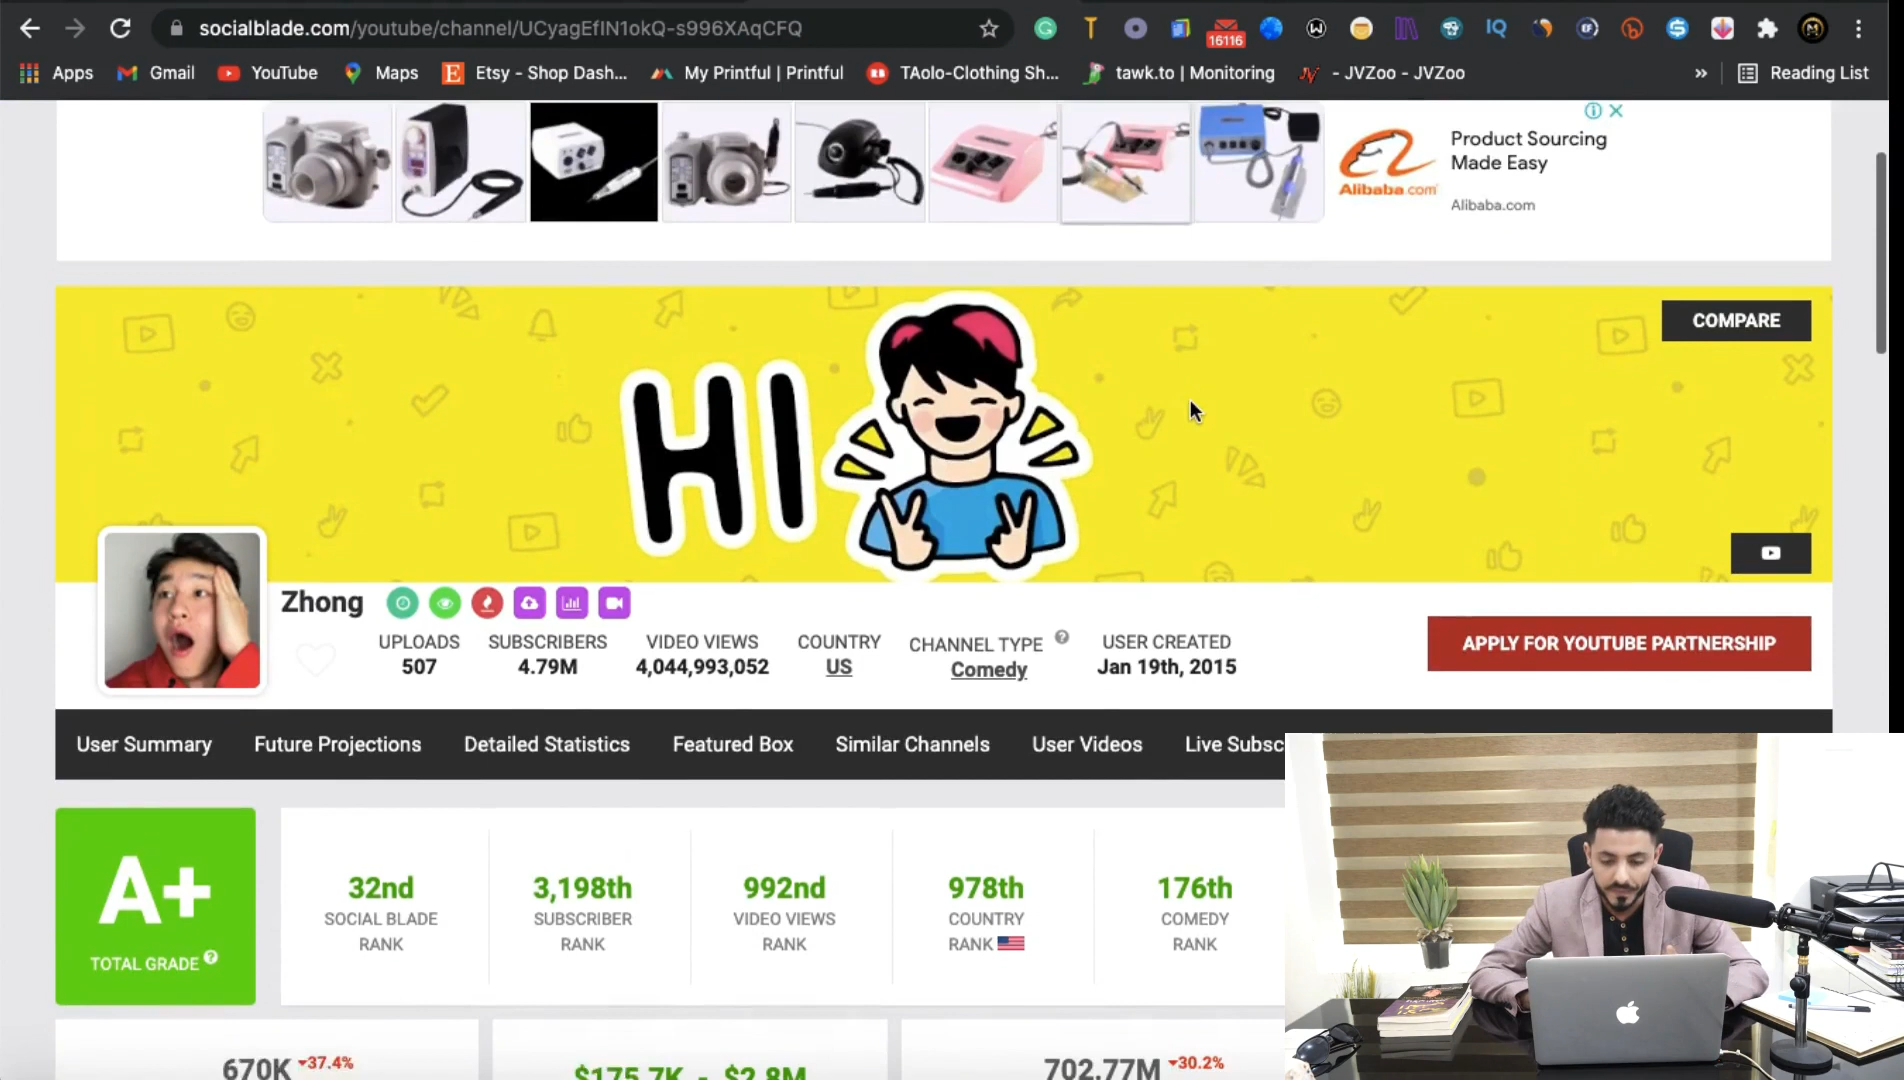 socialblade.com/youtube/channel/UCyagEfIN1okQ-s996XAqCFQ
16116
Apps Gmail YouTube Maps Etsy - Shop Dash... My Printful | Printful TAolo-Clothing Sh... tawk.to | Monitoring - JVZoo - JVZoo » Reading List
Product Sourcing
Made Easy
Alibaba.com
Alibaba.com
COMPARE
HI
Zhong
UPLOADS
507
SUBSCRIBERS
4.79M
VIDEO VIEWS
4,044,993,052
COUNTRY
US
CHANNEL TYPE
Comedy
USER CREATED
Jan 19th, 2015
APPLY FOR YOUTUBE PARTNERSHIP
User Summary Future Projections Detailed Statistics Featured Box Similar Channels User Videos Live Subsc
A+
TOTAL GRADE
32nd
SOCIAL BLADE
RANK
3,198th
SUBSCRIBER
RANK
992nd
VIDEO VIEWS
RANK
978th
COUNTRY
RANK
176th
COMEDY
RANK
670K 37.4%
$175.7K - $2.8M
702.77M 30.2%